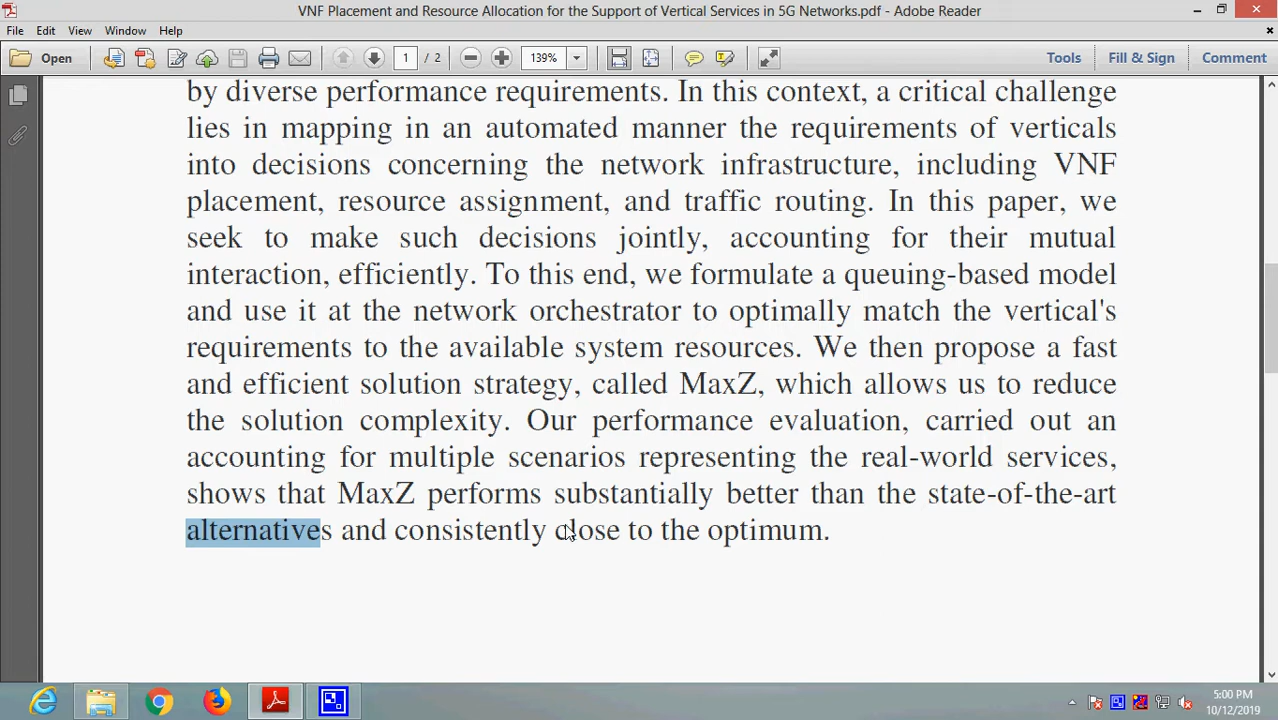 VNF Placement and Resource Allocation for the Support of Vertical Services in 5G Networks.pdf - Adobe Reader
File Edit View Window Help
Open 1 / 2 139% Tools Fill & Sign Comment
by diverse performance requirements. In this context, a critical challenge
lies in mapping in an automated manner the requirements of verticals
into decisions concerning the network infrastructure, including VNF
placement, resource assignment, and traffic routing. In this paper, we
seek to make such decisions jointly, accounting for their mutual
interaction, efficiently. To this end, we formulate a queuing-based model
and use it at the network orchestrator to optimally match the vertical's
requirements to the available system resources. We then propose a fast
and efficient solution strategy, called MaxZ, which allows us to reduce
the solution complexity. Our performance evaluation, carried out an
accounting for multiple scenarios representing the real-world services,
shows that MaxZ performs substantially better than the state-of-the-art
alternatives and consistently close to the optimum.
5:00 PM
10/12/2019